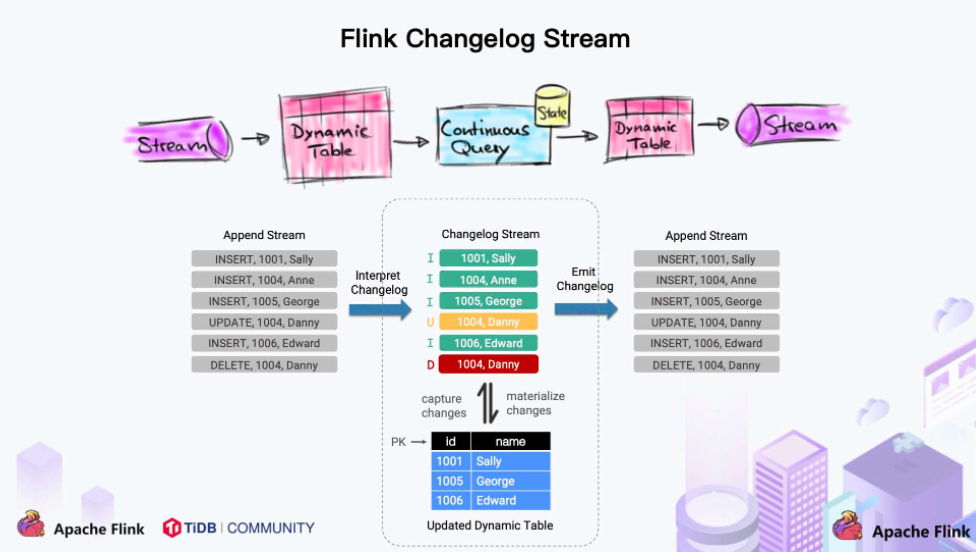 Flink Changelog Stream
Stream
Dynamic
Table
Continuous
Query
State
Dynamic
Table
Stream
Append Stream
INSERT, 1001, Sally
INSERT, 1004, Anne
INSERT, 1005, George
UPDATE, 1004, Danny
INSERT, 1006, Edward
DELETE, 1004, Danny
Interpret
Changelog
Changelog Stream
I 1001, Sally
I 1004, Anne
I 1005, George
U 1004, Danny
I 1006, Edward
D 1004, Danny
Emit
Changelog
Append Stream
INSERT, 1001, Sally
INSERT, 1004, Anne
INSERT, 1005, George
UPDATE, 1004, Danny
INSERT, 1006, Edward
DELETE, 1004, Danny
capture
changes
materialize
changes
PK
id name
1001 Sally
1005 George
1006 Edward
Updated Dynamic Table
Apache Flink
TiDB COMMUNITY
Apache Flink